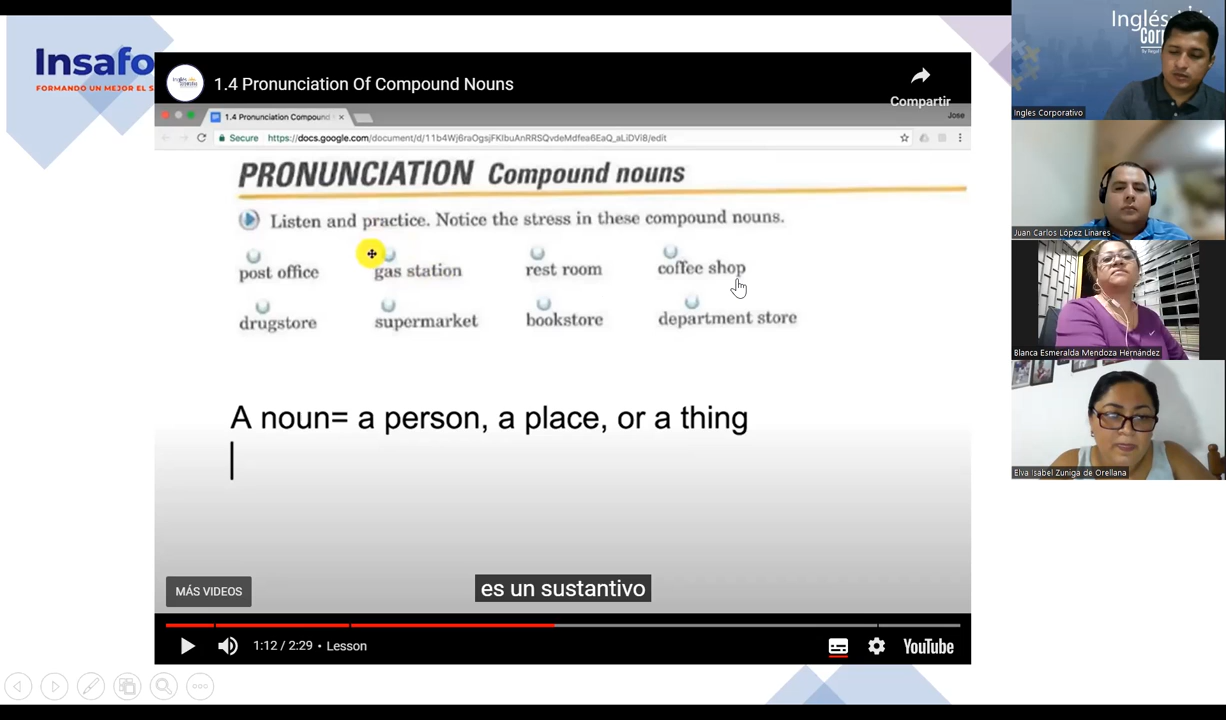 Insafo
FORMANDO UN MEJOR EL S
1.4 Pronunciation Of Compound Nouns
Compartir
1.4 Pronunciation Compound
Jose
Secure
https://docs.google.com/document/d/11b4Wj6raOgsjFKIbuAnRRSQvdeMdfea6EaQ_aLiDVi8/edit
PRONUNCIATION Compound nouns
Listen and practice. Notice the stress in these compound nouns.
post office gas station rest room coffee shop
drugstore supermarket bookstore department store
A noun= a person, a place, or a thing
es un sustantivo
MÁS VIDEOS
1:12 / 2:29 • Lesson
YouTube
Inglés
Corp
Ingles Corporativo
Juan Carlos López Linares
Blanca Esmeralda Mendoza Hernández
Elva Isabel Zuniga de Orellana